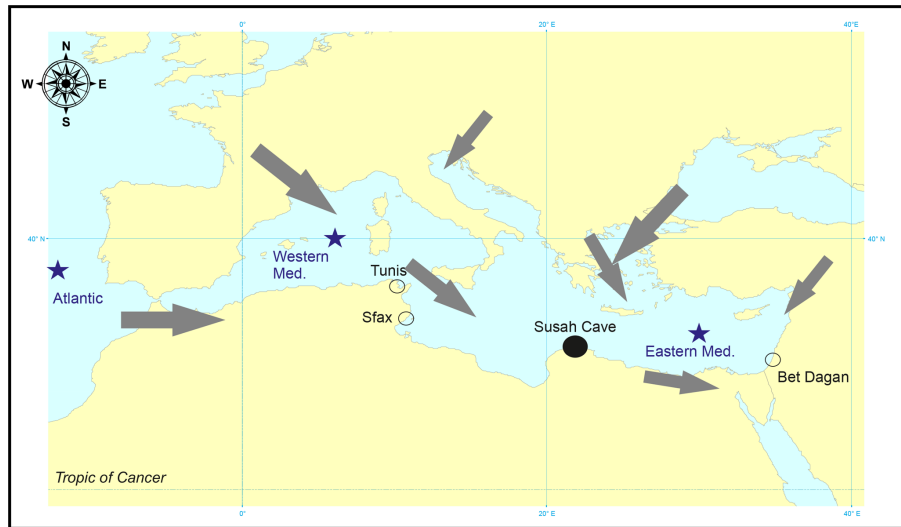 N
W E
S
0
20° E
40° E
40° N
40° N
Western
Med.
Tunis
Atlantic
Sfax
Susah Cave
Eastern Med.
Bet Dagan
Tropic of Cancer
0
20° E
40° E